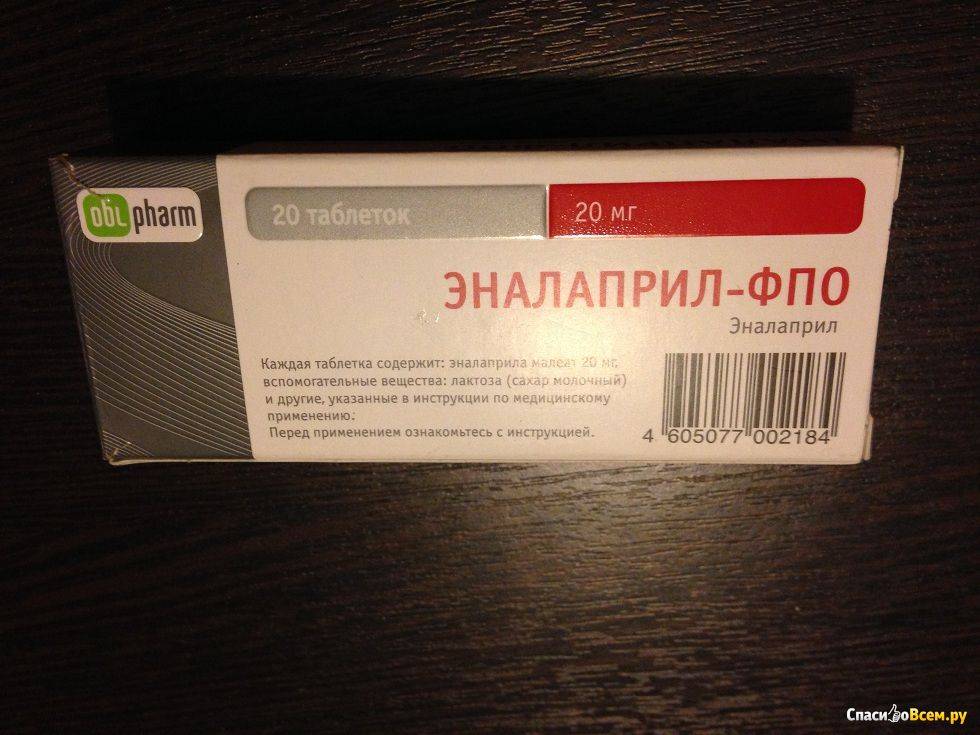 obl pharm
20 таблеток
20 мг
ЭНАЛАПРИЛ-ФПО
Эналаприл
Каждая таблетка содержит: эналаприла малеат 20 мг,
вспомогательные вещества: лактоза (сахар молочный)
и другие, указанные в инструкции по медицинскому
применению.
Перед применением ознакомьтесь с инструкцией.
4 605077 002184
СпасибоВсем.ру